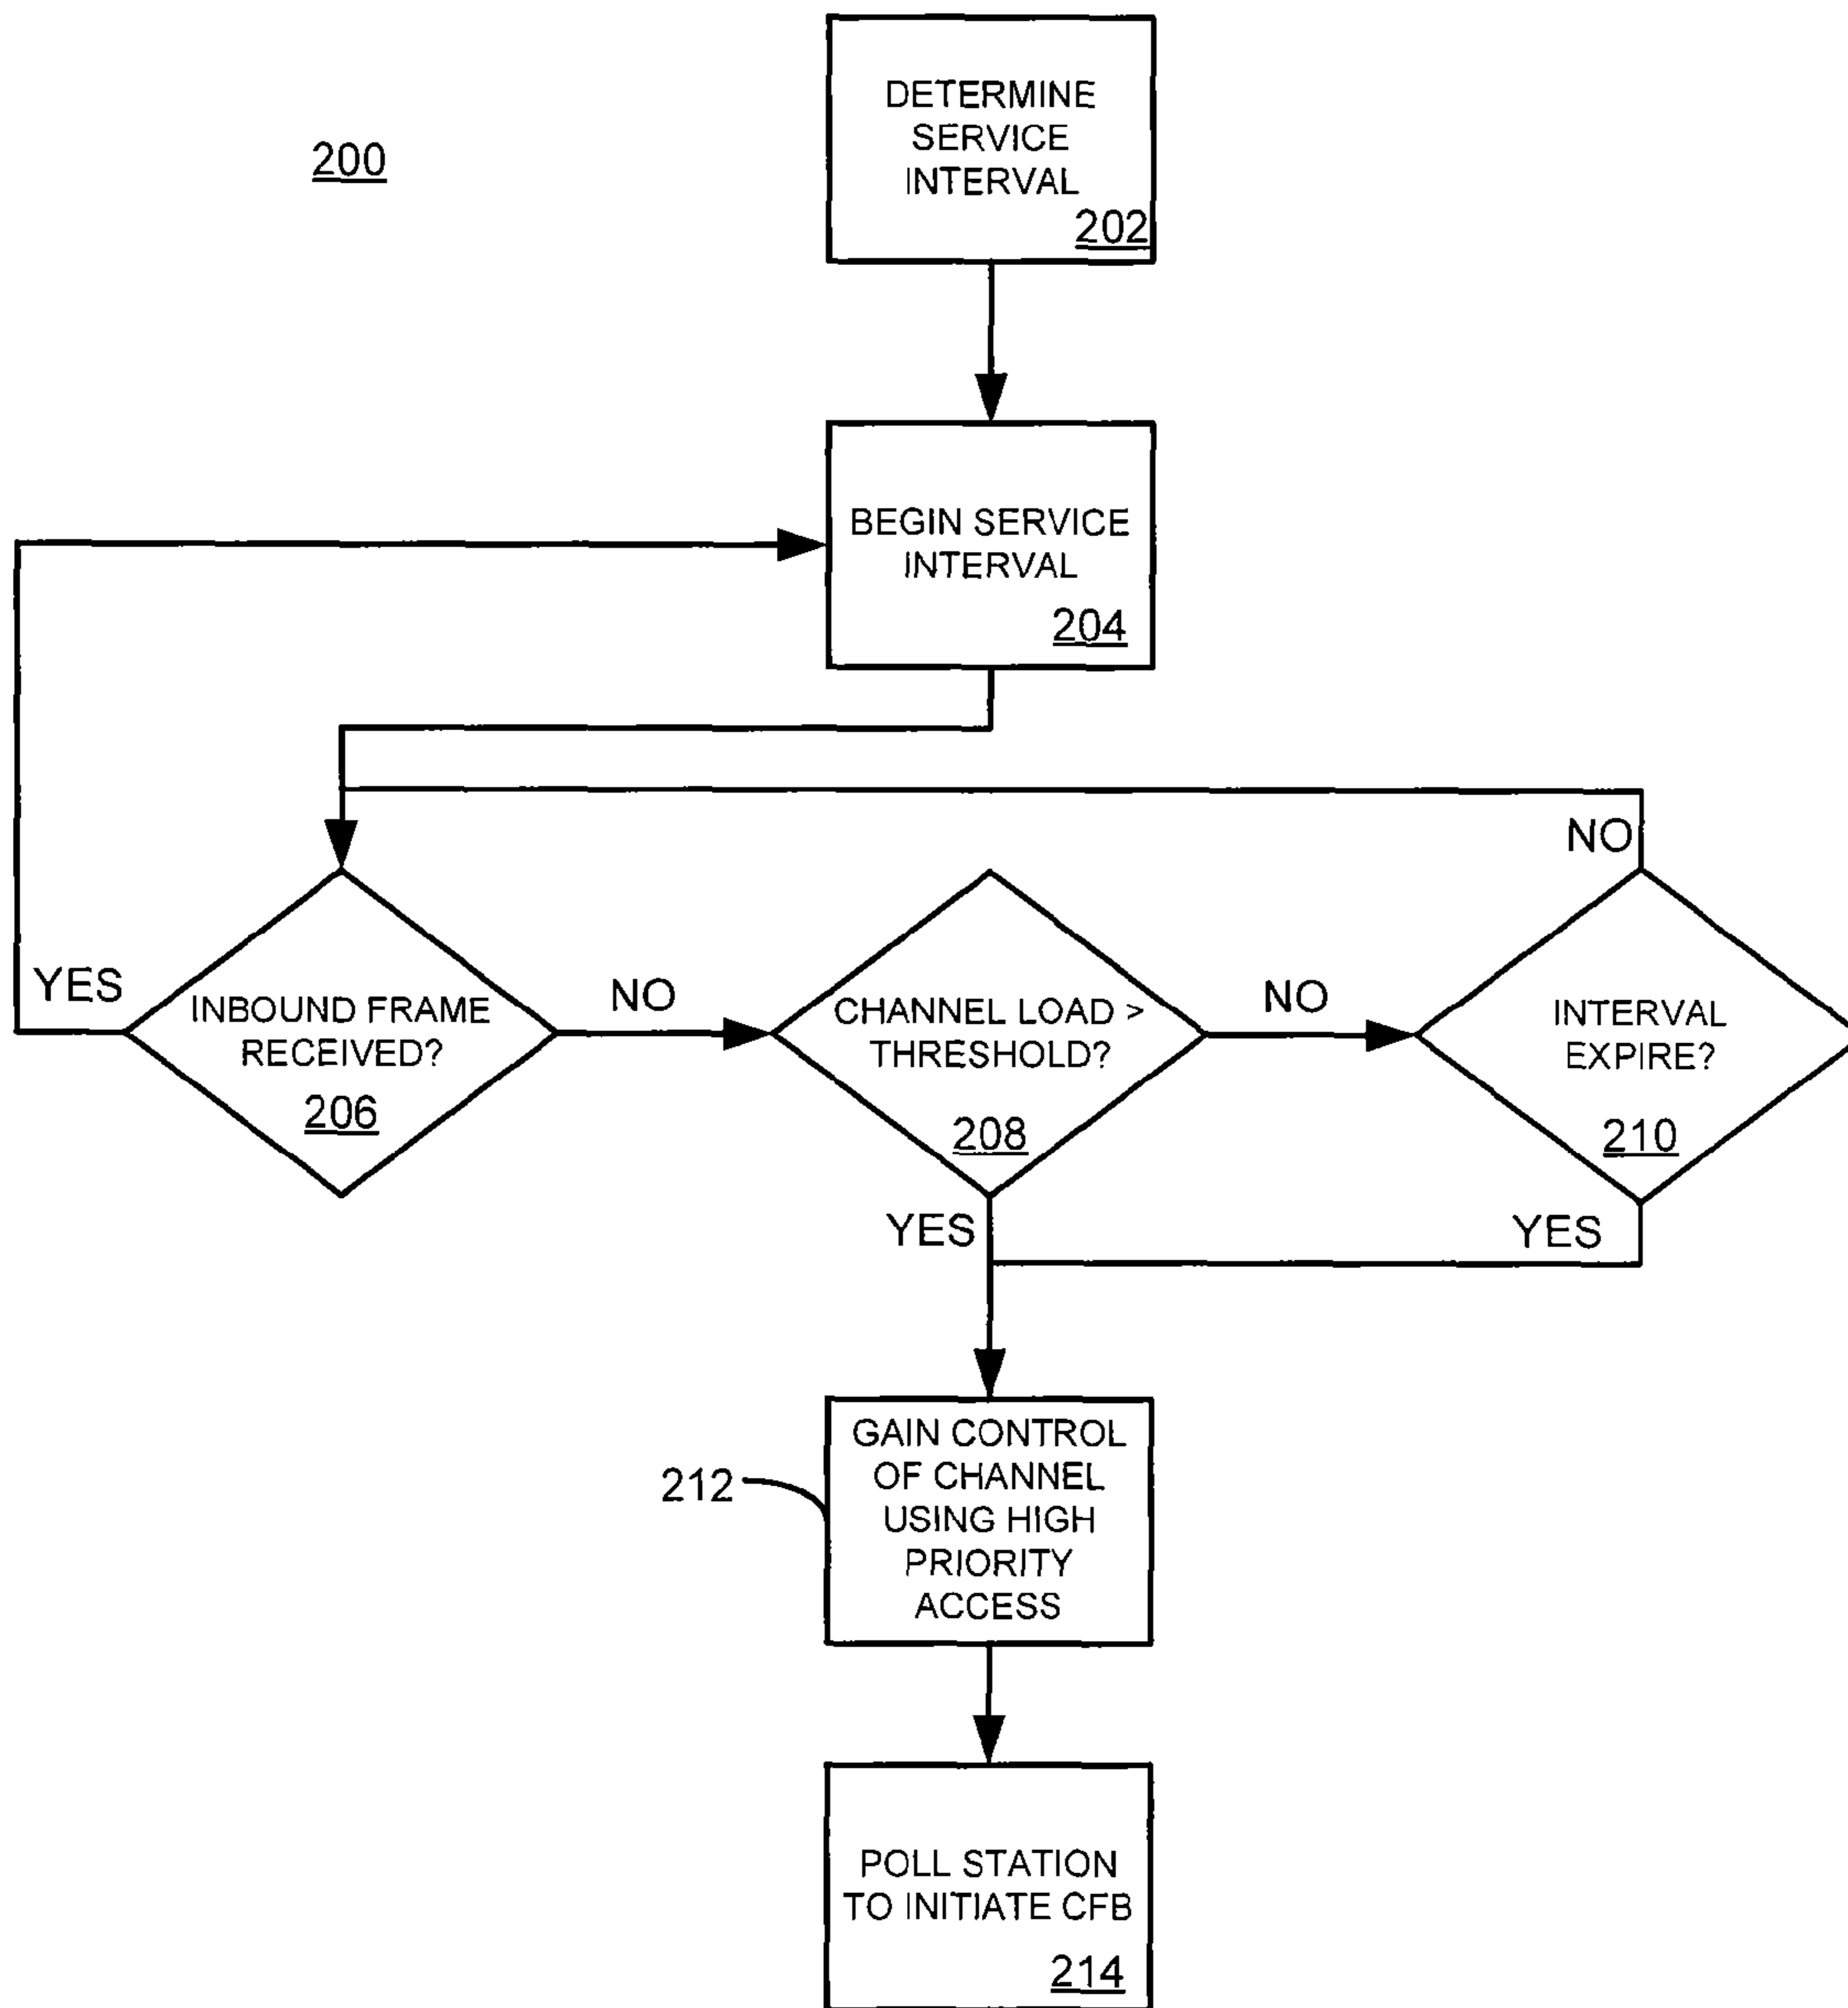 200
DETERMINE
SERVICE
INTERVAL
202
BEGIN SERVICE
INTERVAL
204
NO
YES
INBOUND FRAME
RECEIVED?
206
NO
CHANNEL LOAD >
THRESHOLD?
208
NO
INTERVAL
EXPIRE?
210
YES
YES
212
GAIN CONTROL
OF CHANNEL
USING HIGH
PRIORITY
ACCESS
POLL STATION
TO INITIATE CFB
214